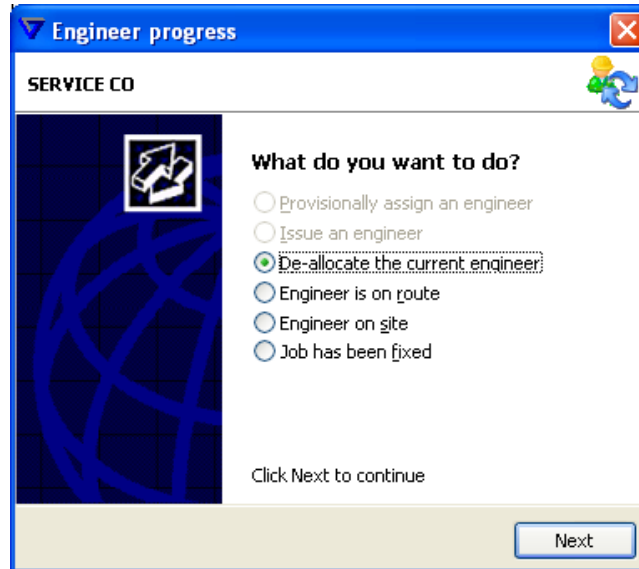 Engineer progress
SERVICE CO
What do you want to do?
Provisionally assign an engineer
Issue an engineer
De-allocate the current engineer
Engineer is on route
Engineer on site
Job has been fixed
Click Next to continue
Next